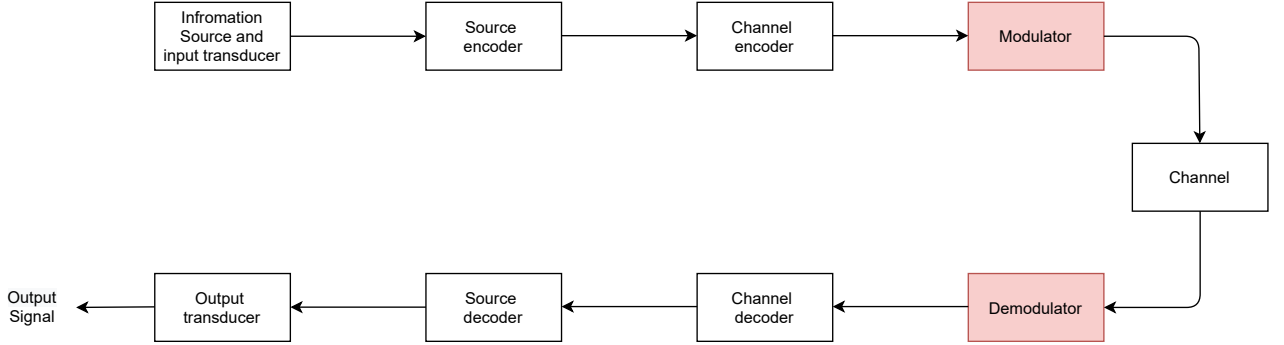 Infromation
Source and
input transducer
Source
encoder
Channel
encoder
Modulator
Channel
Demodulator
Channel
decoder
Source
decoder
Output
transducer
Output
Signal